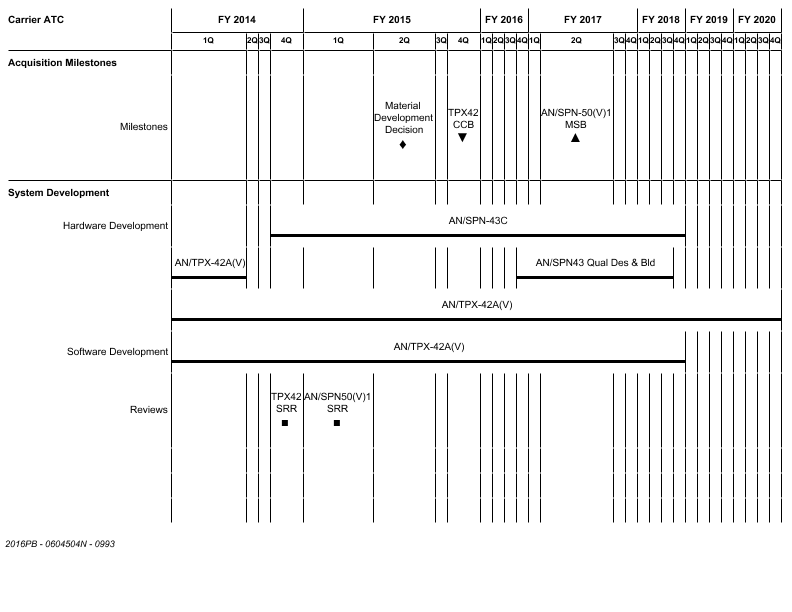 Carrier ATC FY 2014 FY 2015 FY 2016 FY 2017 FY 2018 FY 2019 FY 2020
1Q 2Q 3Q 4Q 1Q 2Q 3Q 4Q 1Q 2Q 3Q 4Q 1Q 2Q 3Q 4Q 1Q 2Q 3Q 4Q 1Q 2Q 3Q 4Q 1Q 2Q 3Q 4Q
Acquisition Milestones
Milestones
Material
Development
Decision
TPX42
CCB
AN/SPN-50(V)1
MSB
System Development
Hardware Development
AN/SPN-43C
AN/TPX-42A(V)
AN/SPN43 Qual Des & Bld
AN/TPX-42A(V)
Software Development
AN/TPX-42A(V)
Reviews
TPX42
SRR
AN/SPN50(V)1
SRR
2016PB - 0604504N - 0993